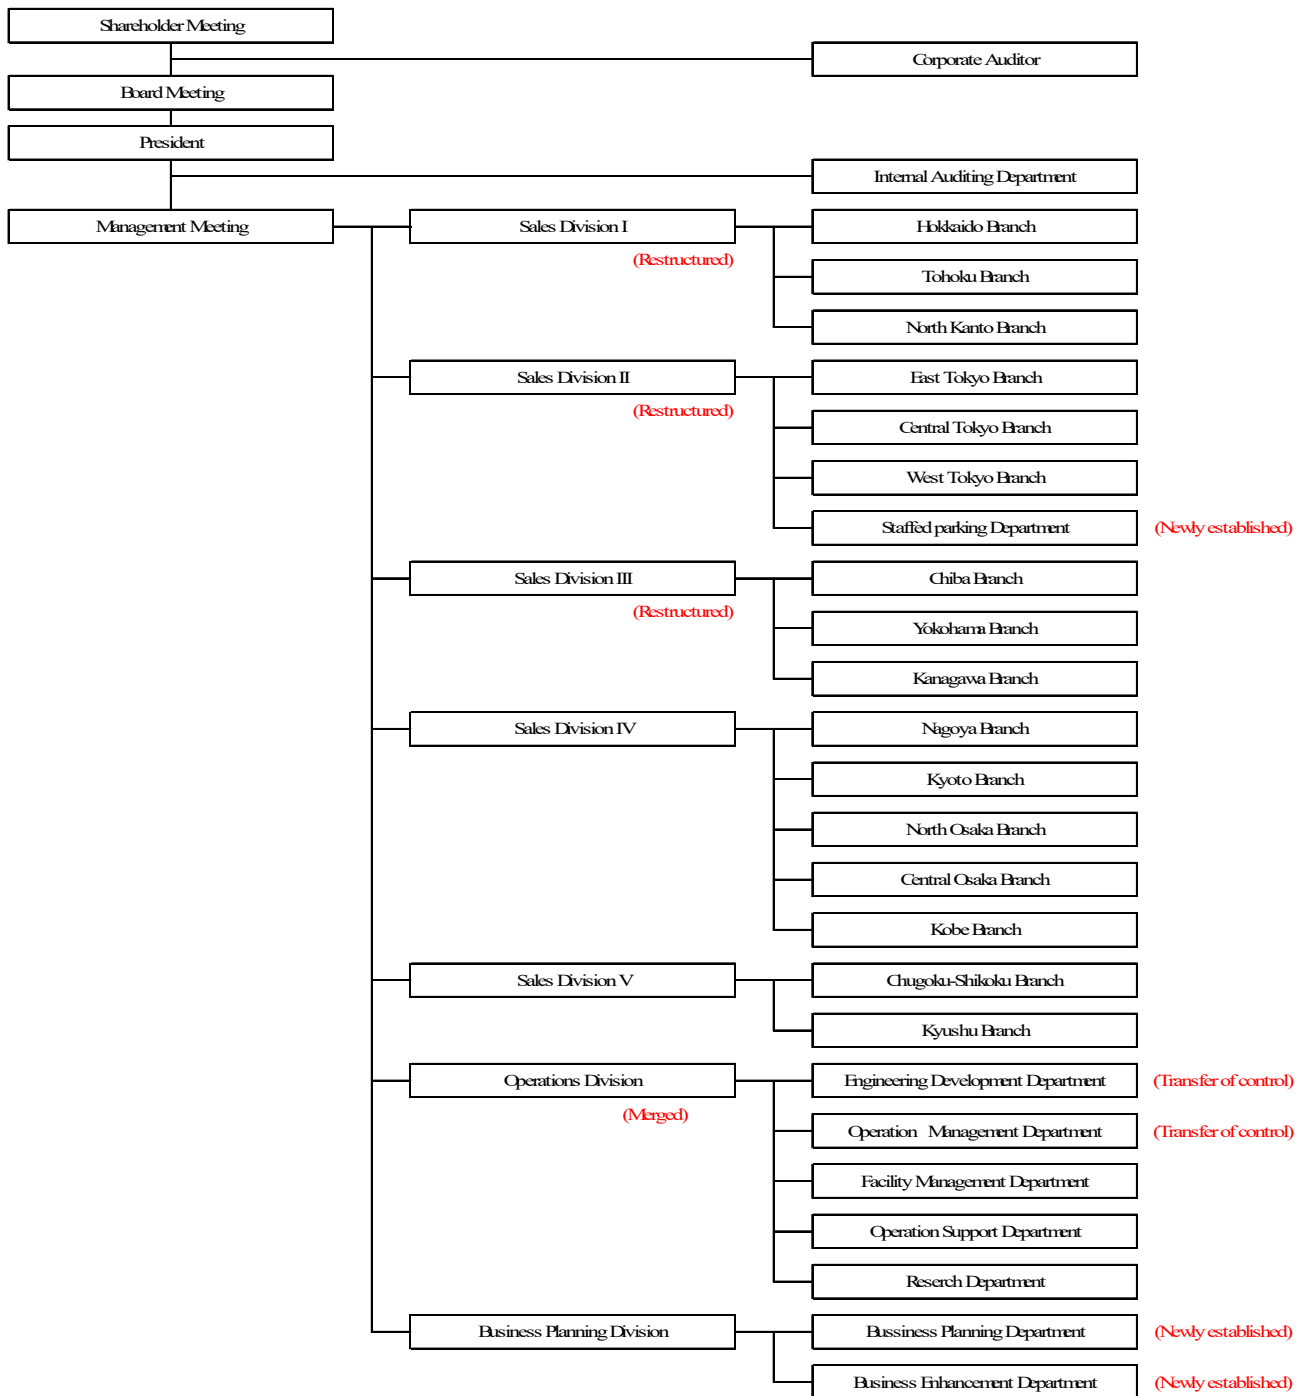 Shareholder Meeting
Corporate Auditor
Board Meeting
President
Internal Auditing Department
Management Meeting
Sales Division I
Hokkaido Branch
(Restructured)
Tohoku Branch
North Kanto Branch
Sales Division II
East Tokyo Branch
(Restructured)
Central Tokyo Branch
West Tokyo Branch
Staffed parking Department
(Newly established)
Sales Division III
Chiba Branch
(Restructured)
Yokohama Branch
Kanagawa Branch
Sales Division IV
Nagoya Branch
Kyoto Branch
North Osaka Branch
Central Osaka Branch
Kobe Branch
Sales Division V
Chugoku-Shikoku Branch
Kyushu Branch
Operations Division
Engineering Development Department
(Transfer of control)
(Merged)
Operation Management Department
(Transfer of control)
Facility Management Department
Operation Support Department
Reserch Department
Business Planning Division
Bussiness Planning Department
(Newly established)
Business Enhancement Department
(Newly established)